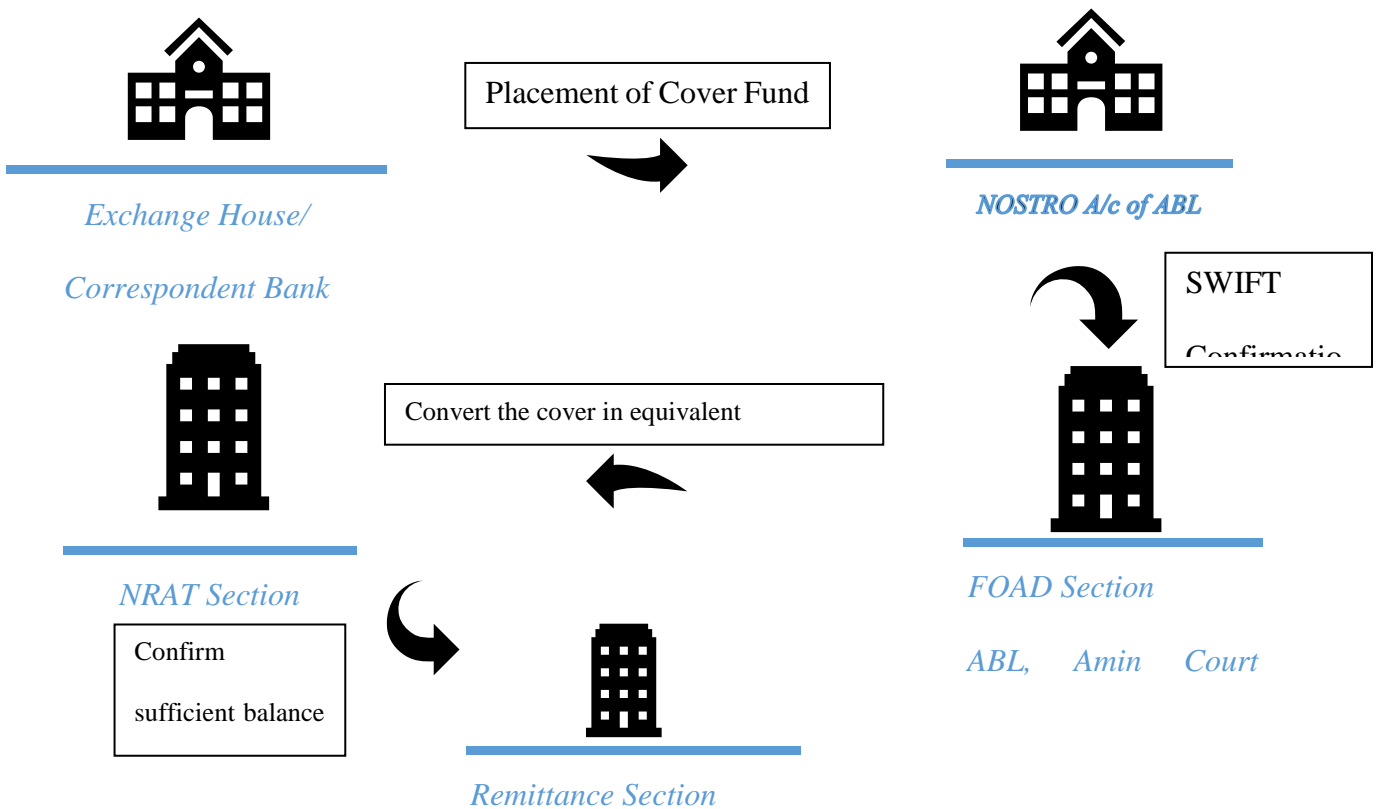 Placement of Cover Fund
Exchange House/
Correspondent Bank
NOSTRO A/c of ABL
SWIFT
Confirmatio
Convert the cover in equivalent
NRAT Section
FOAD Section
ABL, Amin Court
Confirm
sufficient balance
Remittance Section